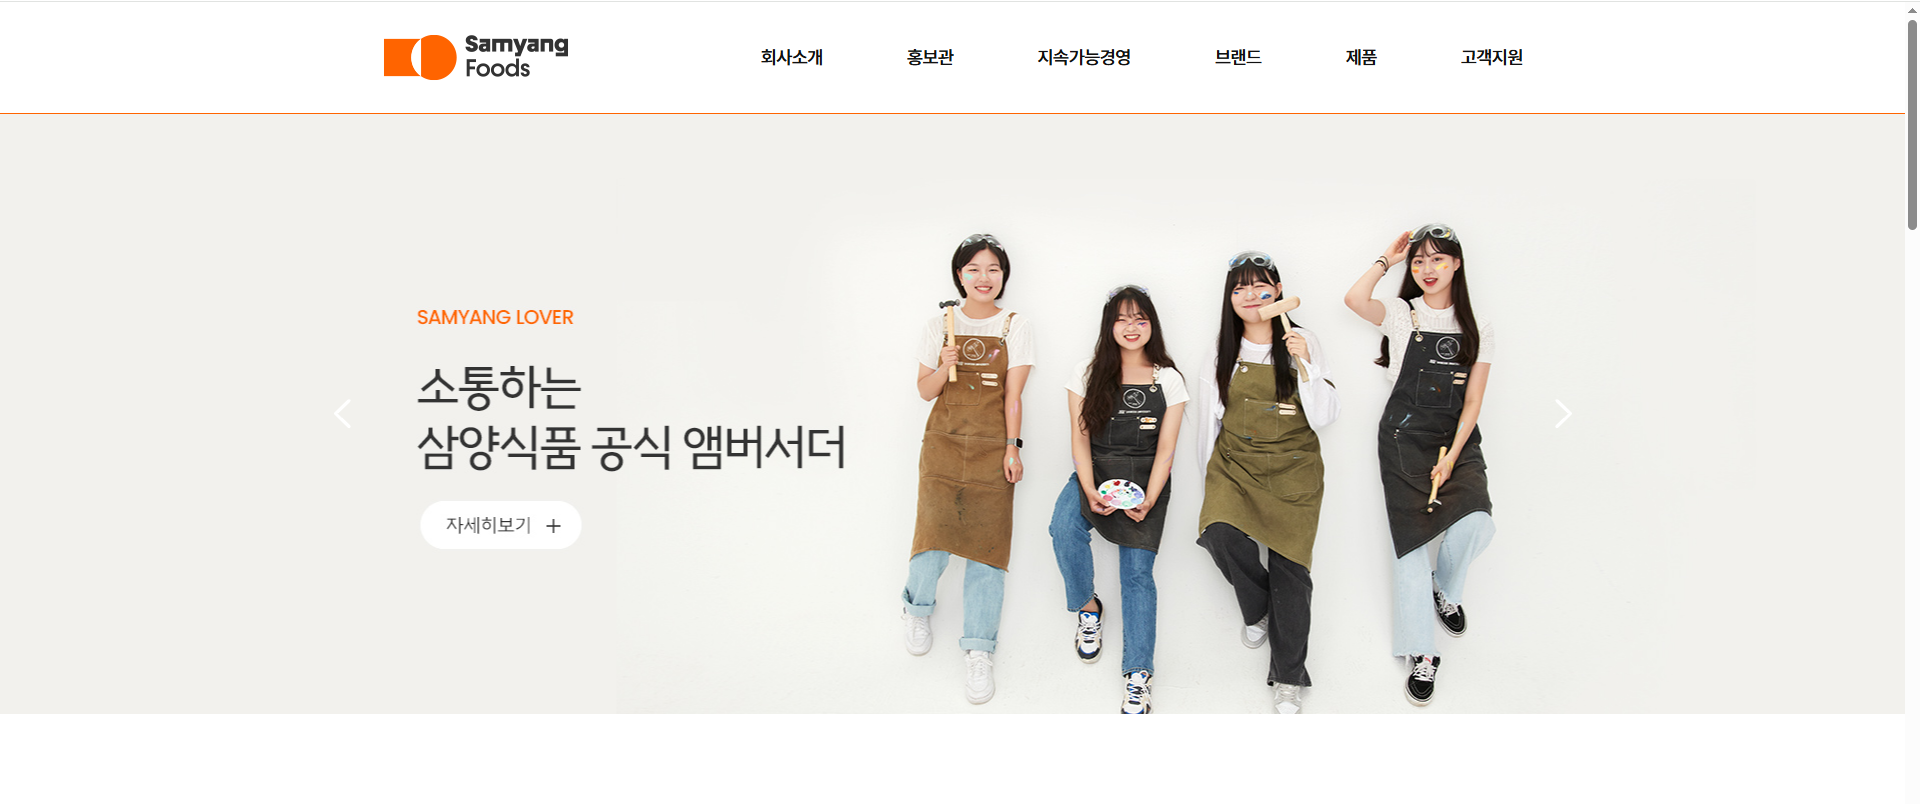 Samyang
Foods
회사소개
홍보관
지속가능경영
브랜드
제품
고객지원
SAMYANG LOVER
소통하는
삼양식품 공식 앰버서더
자세히보기 +